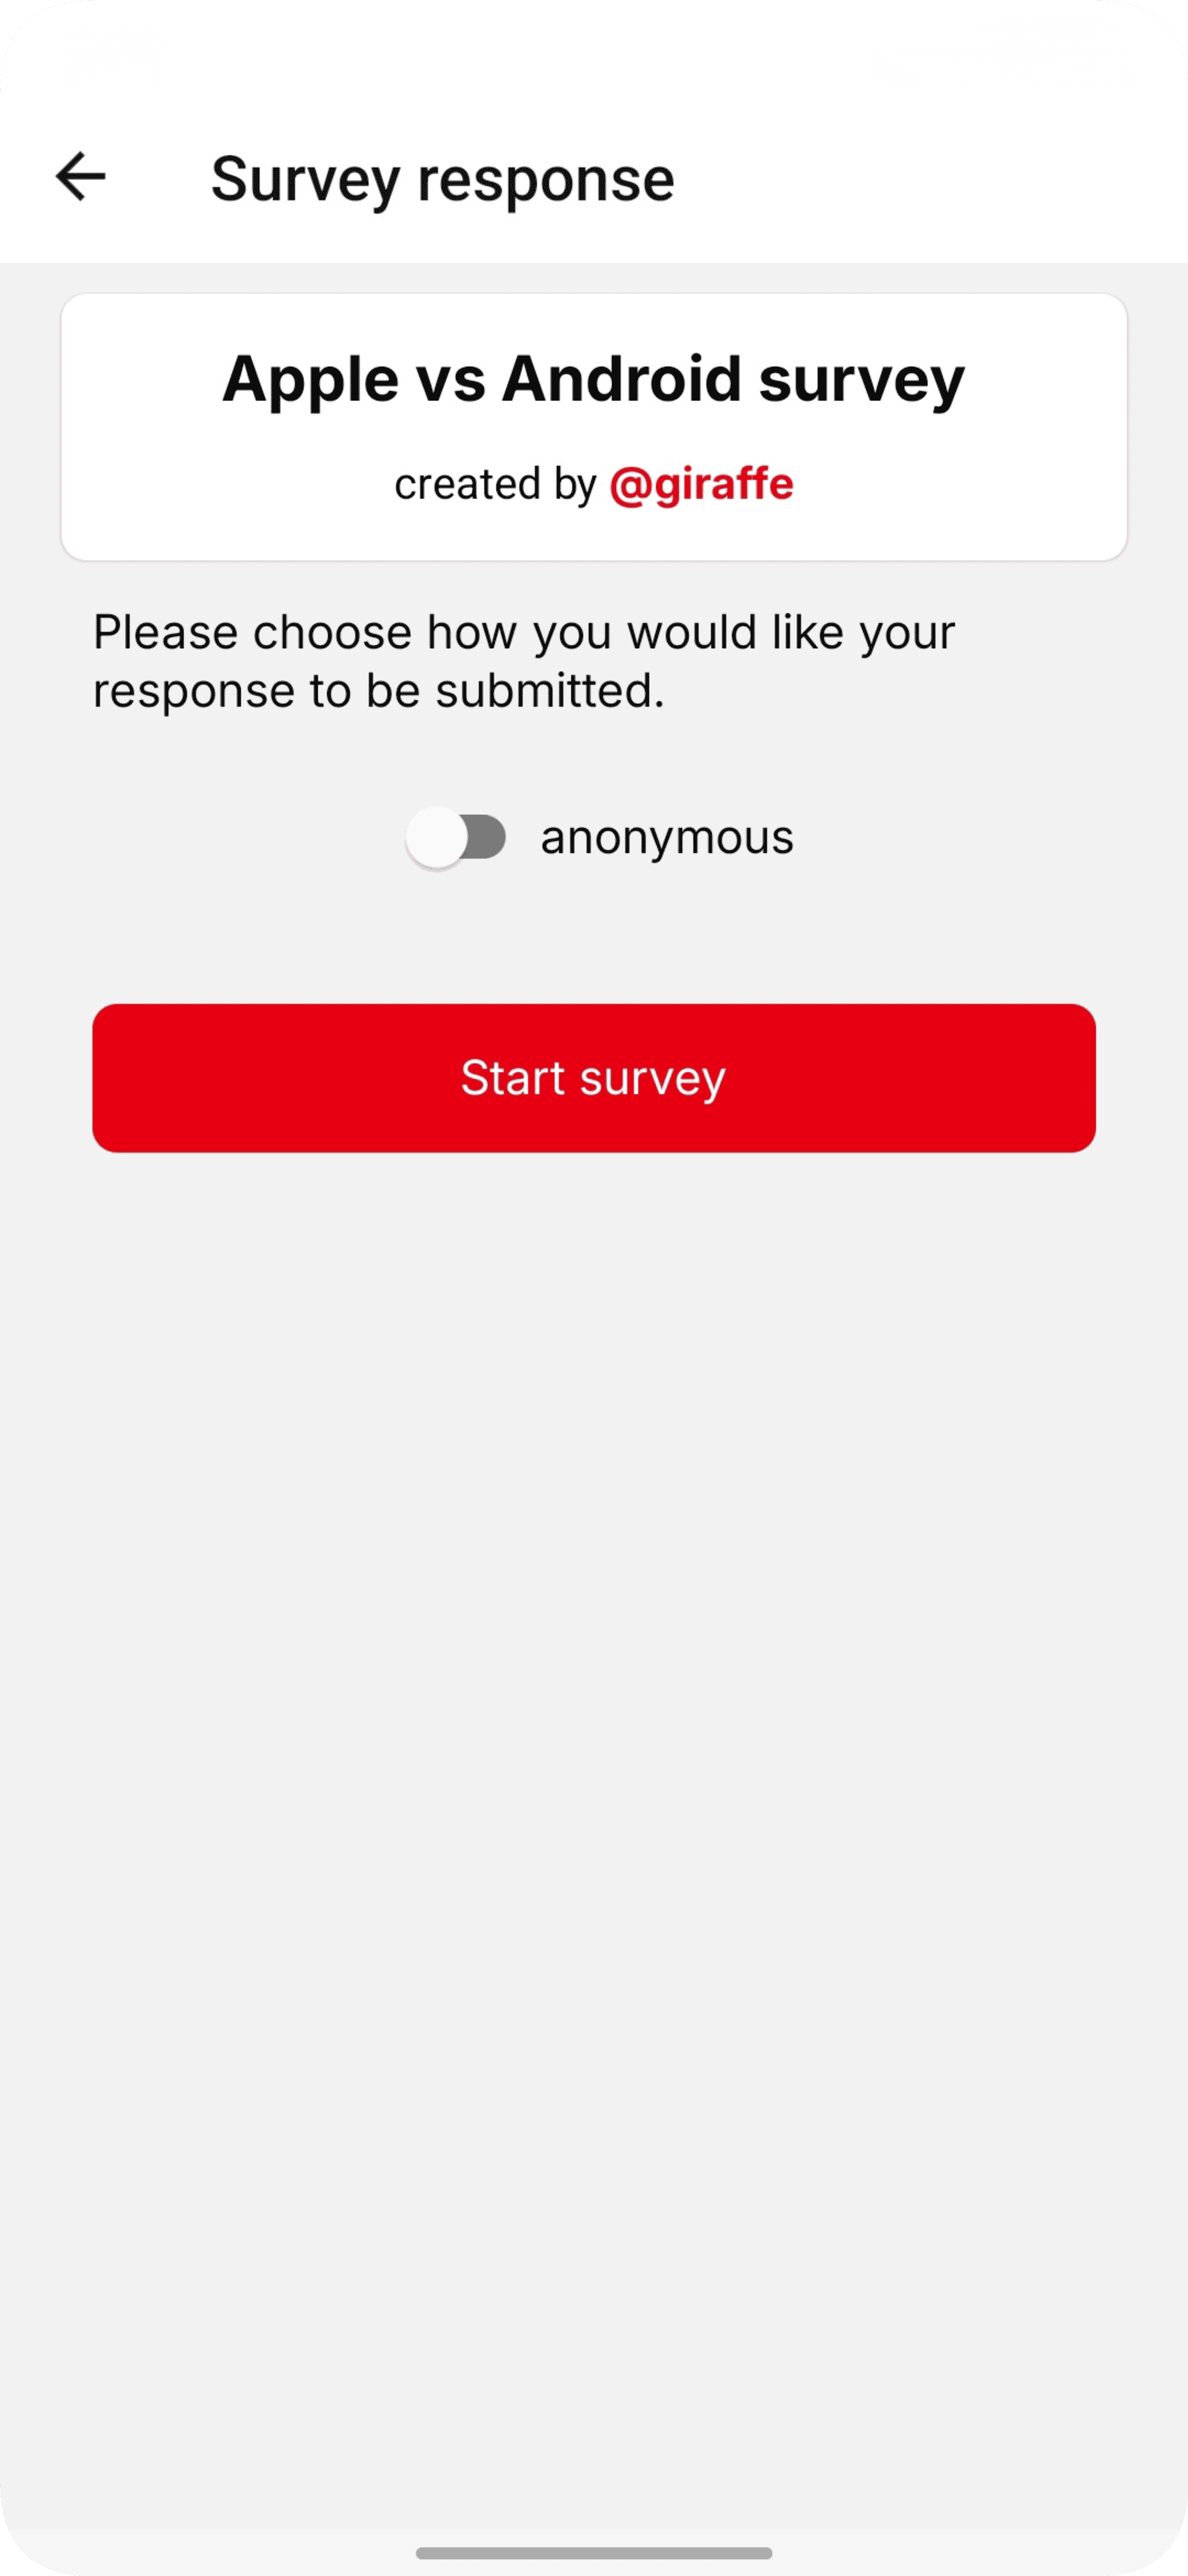 Survey response
Apple vs Android survey
created by @giraffe
Please choose how you would like your
response to be submitted.
anonymous
Start survey